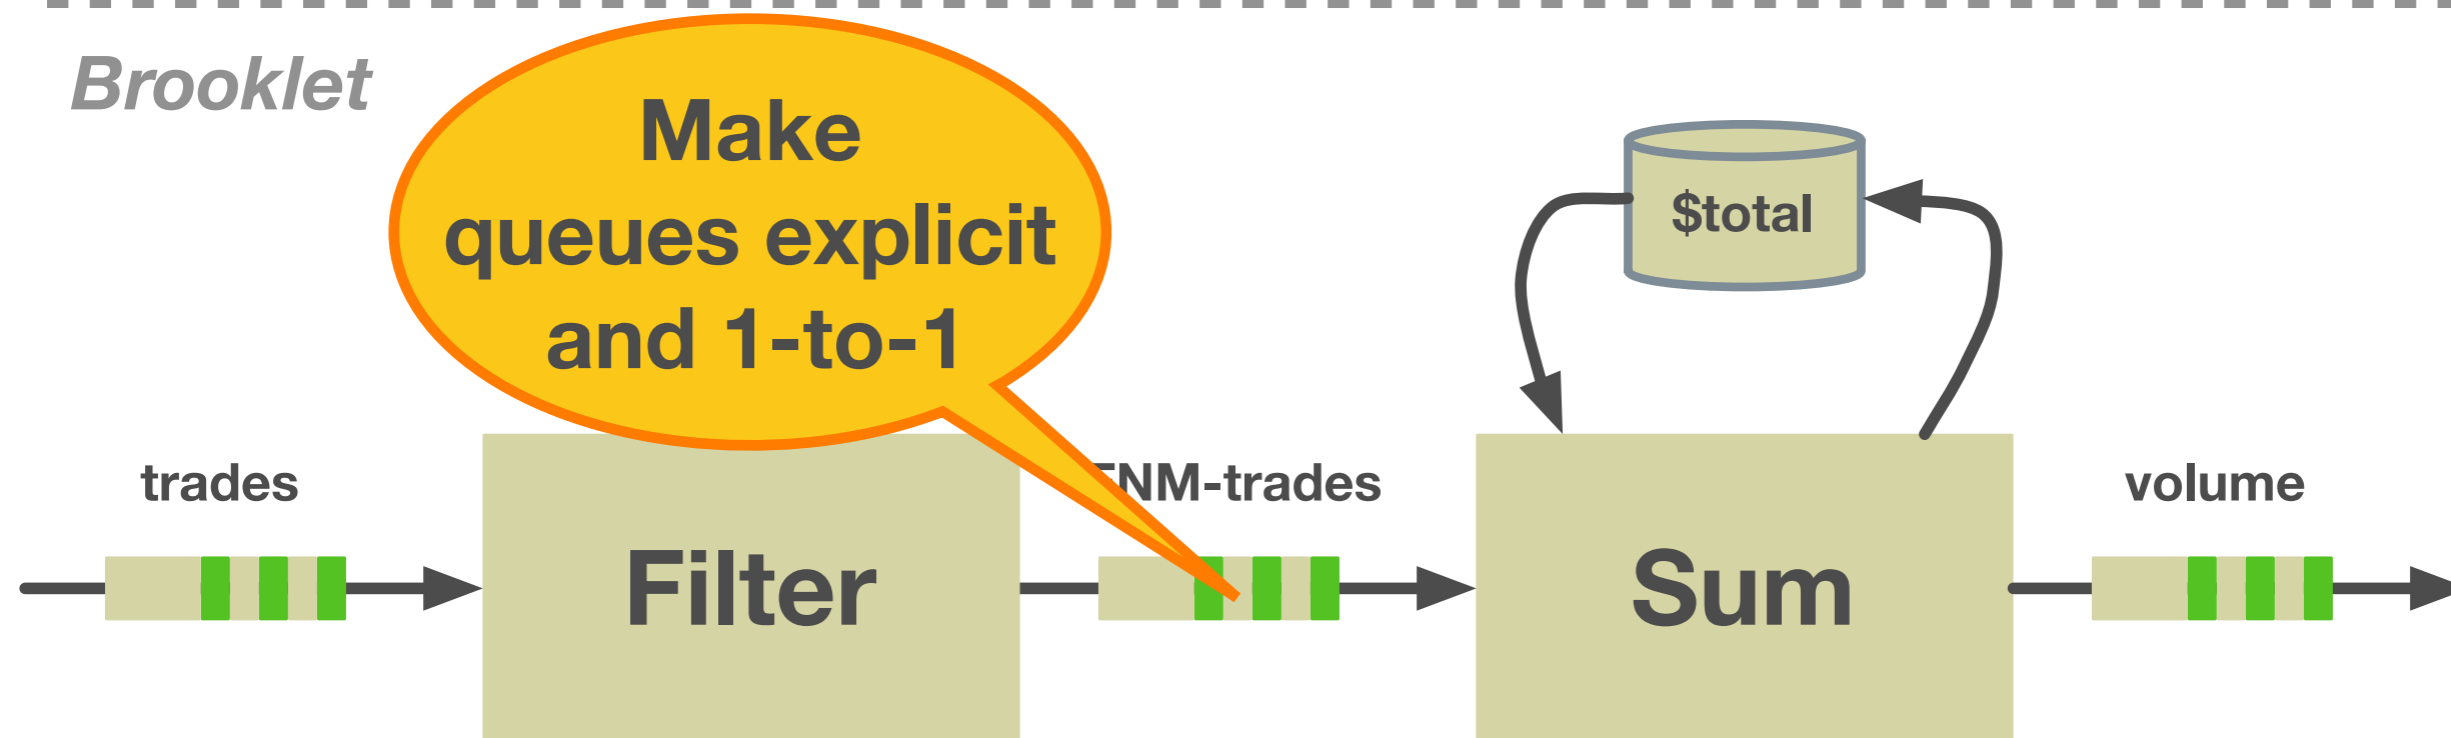 Brooklet
Make
queues explicit
and 1-to-1
$total
trades
NM-trades
volume
Filter
Sum